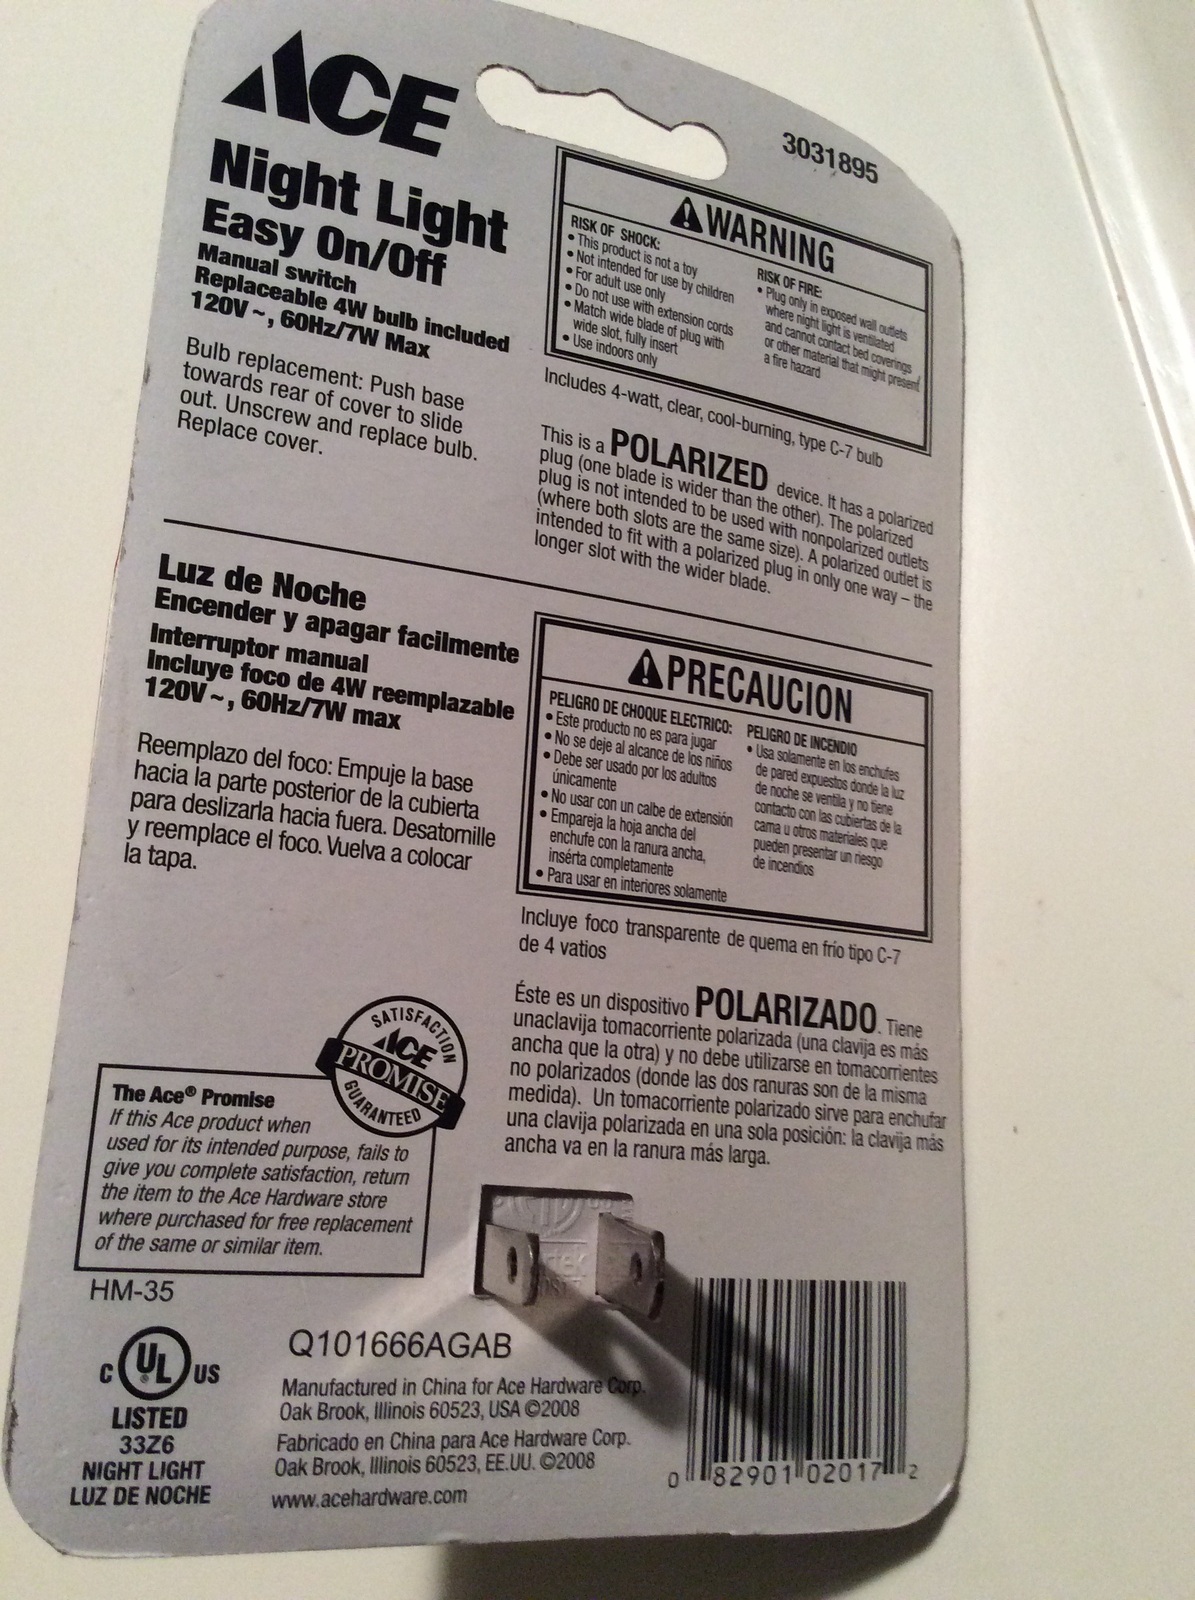 ACE
Night Light
Easy On/Off
Manual switch
Replaceable 4W bulb included
120V ~, 60Hz/7W Max
Bulb replacement: Push base
towards rear of cover to slide
out. Unscrew and replace bulb.
Replace cover.
3031895
WARNING
RISK OF SHOCK:
• This product is not a toy
• Not intended for use by children
• For adult use only
• Do not use with extension cords
• Match wide blade of plug with
wide slot, fully insert
• Use indoors only
RISK OF FIRE:
• Plug only in exposed wall outlets
where night light is ventilated
and cannot contact bed coverings
or other material that might present
a fire hazard
Includes 4-watt, clear, cool-burning, type C-7 bulb
This is a POLARIZED device. It has a polarized
plug (one blade is wider than the other). The polarized
plug is not intended to be used with nonpolarized outlets
(where both slots are the same size). A polarized outlet is
intended to fit with a polarized plug in only one way – the
longer slot with the wider blade.
Luz de Noche
Encender y apagar facilmente
Interruptor manual
Incluye foco de 4W reemplazable
120V ~, 60Hz/7W max
Reemplazo del foco: Empuje la base
hacia la parte posterior de la cubierta
para deslizarla hacia fuera. Desatornille
y reemplace el foco. Vuelva a colocar
la tapa.
PRECAUCION
PELIGRO DE CHOQUE ELECTRICO:
• Este producto no es para jugar
• No se deje al alcance de los niños
• Debe ser usado por los adultos
únicamente
• No usar con un calbe de extensión
• Empareja la hoja ancha del
enchufe con la ranura ancha,
insérta completamente
• Para usar en interiores solamente
PELIGRO DE INCENDIO
• Usa solamente en los enchufes
de pared expuestos donde la luz
de noche se ventila y no tiene
contacto con las cubiertas de la
cama u otros materiales que
pueden presentar un riesgo
de incendios
Incluye foco transparente de quema en frío tipo C-7
de 4 vatios
Éste es un dispositivo POLARIZADO. Tiene
unaclavija tomacorriente polarizada (una clavija es más
ancha que la otra) y no debe utilizarse en tomacorrientes
no polarizados (donde las dos ranuras son de la misma
medida). Un tomacorriente polarizado sirve para enchufar
una clavija polarizada en una sola posición: la clavija más
ancha va en la ranura más larga.
SATISFACTION
ACE
PROMISE
GUARANTEED
The Ace® Promise
If this Ace product when
used for its intended purpose, fails to
give you complete satisfaction, return
the item to the Ace Hardware store
where purchased for free replacement
of the same or similar item.
HM-35
C UL® US
LISTED
33Z6
NIGHT LIGHT
LUZ DE NOCHE
Q101666AGAB
Manufactured in China for Ace Hardware Corp.
Oak Brook, Illinois 60523, USA ©2008
Fabricado en China para Ace Hardware Corp.
Oak Brook, Illinois 60523, EE.UU. ©2008
www.acehardware.com
0 82901 02017 2